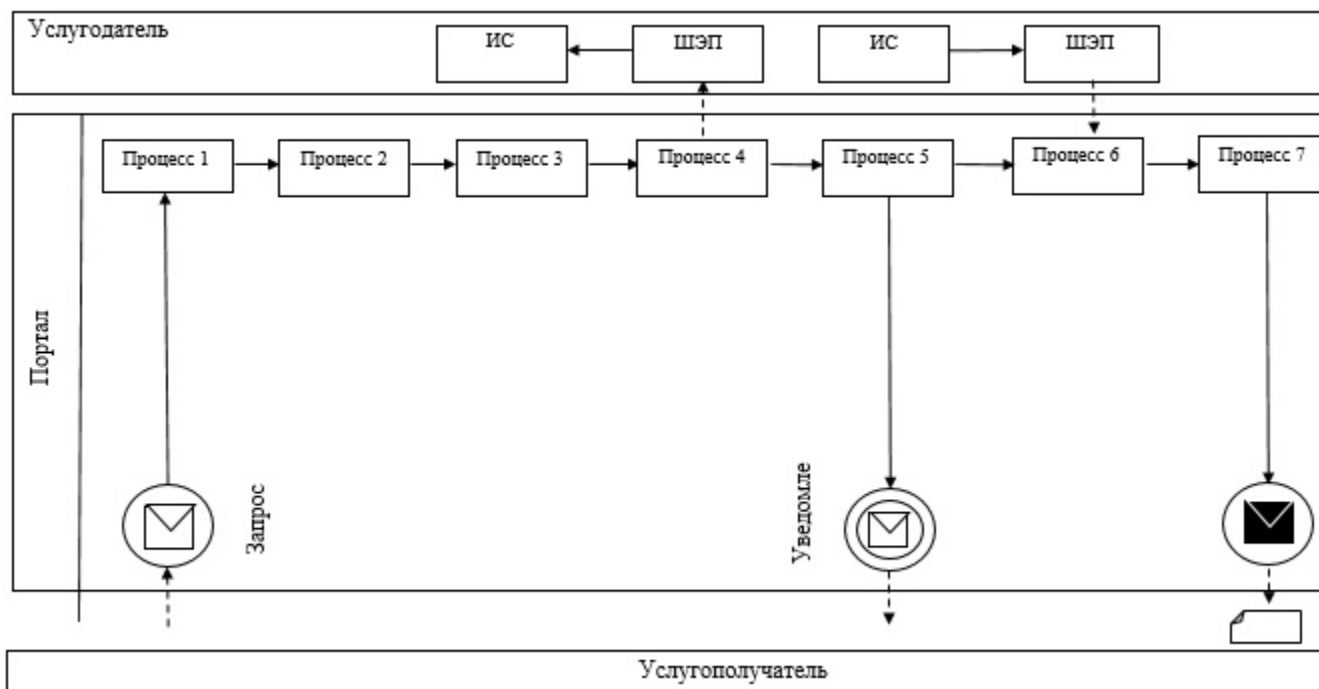 Услугодатель
ИС
ШЭП
ИС
ШЭП
Процесс 1
Процесс 2
Процесс 3
Процесс 4
Процесс 5
Процесс 6
Процесс 7
Портал
Запрос
Уведомле
Услугополучатель